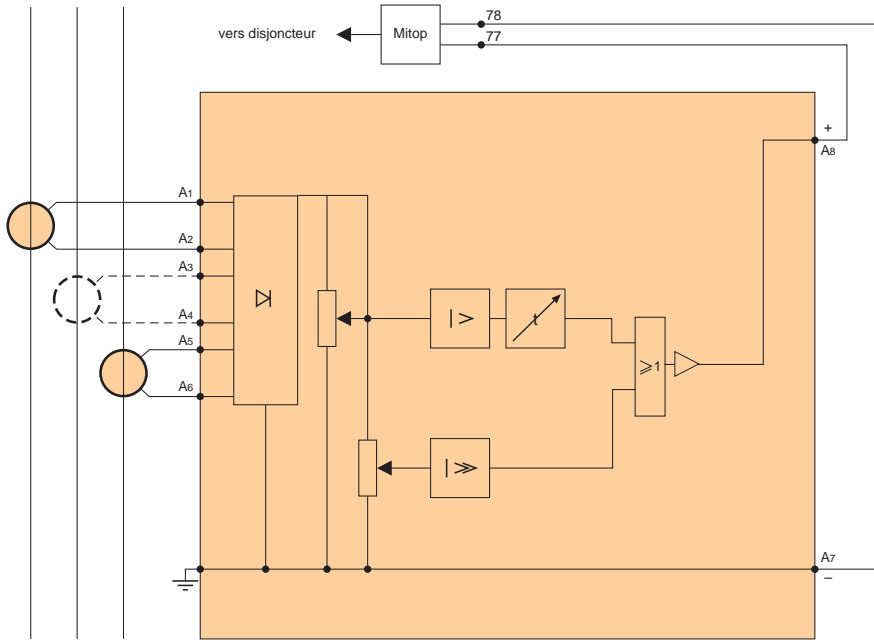 78
vers disjoncteur
Mitop
77
+
A8
A1
A2
A3
A4
A5
A6
I >
t
⩾1
I ≫
A7
–